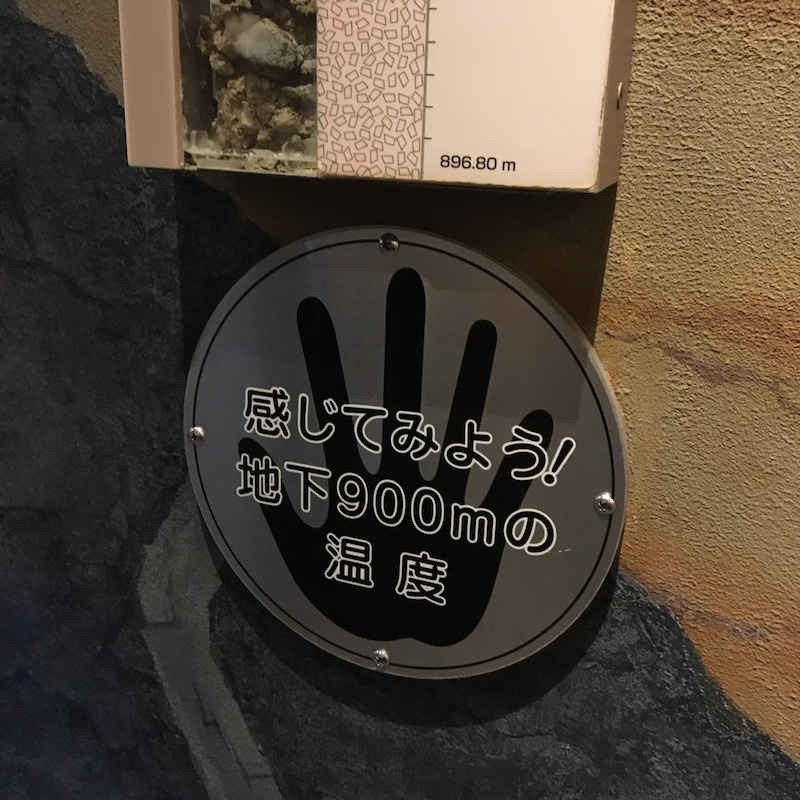 896.80 m
感じてみよう!
地下900mの
温度